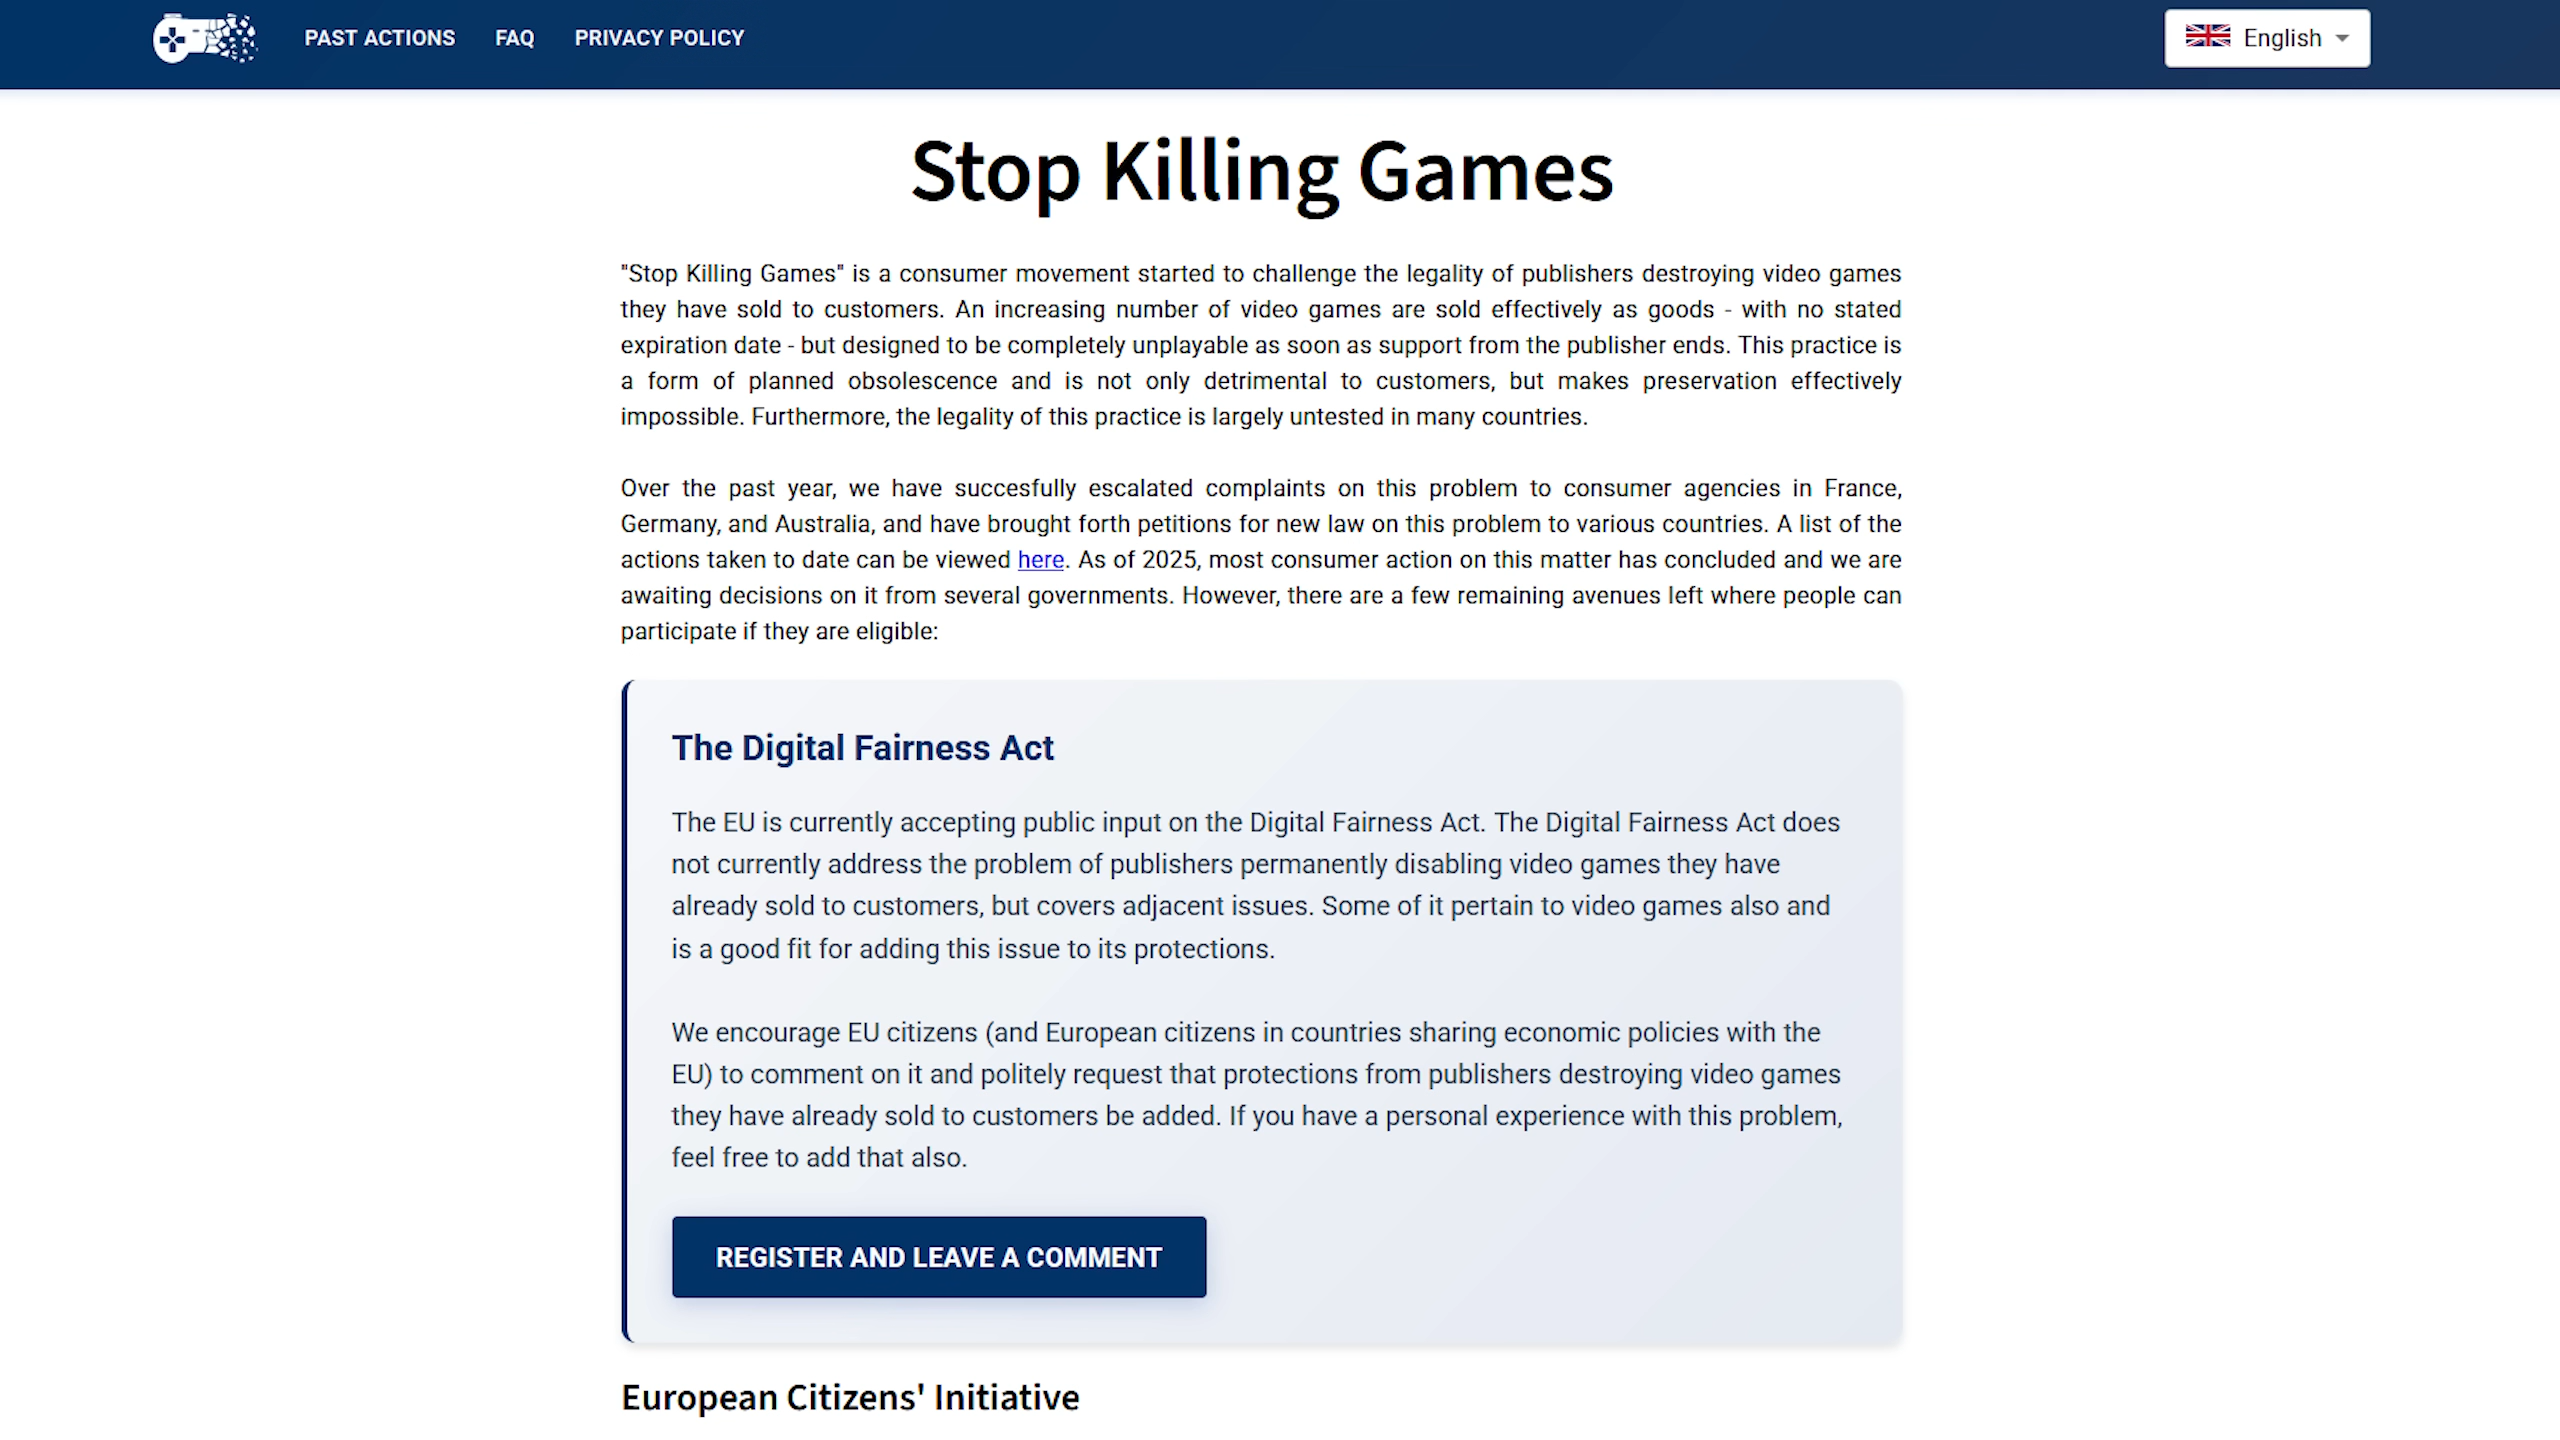 PAST ACTIONS FAQ PRIVACY POLICY English
Stop Killing Games
"Stop Killing Games" is a consumer movement started to challenge the legality of publishers destroying video games
they have sold to customers. An increasing number of video games are sold effectively as goods - with no stated
expiration date - but designed to be completely unplayable as soon as support from the publisher ends. This practice is
a form of planned obsolescence and is not only detrimental to customers, but makes preservation effectively
impossible. Furthermore, the legality of this practice is largely untested in many countries.
Over the past year, we have succesfully escalated complaints on this problem to consumer agencies in France,
Germany, and Australia, and have brought forth petitions for new law on this problem to various countries. A list of the
actions taken to date can be viewed here. As of 2025, most consumer action on this matter has concluded and we are
awaiting decisions on it from several governments. However, there are a few remaining avenues left where people can
participate if they are eligible:
The Digital Fairness Act
The EU is currently accepting public input on the Digital Fairness Act. The Digital Fairness Act does
not currently address the problem of publishers permanently disabling video games they have
already sold to customers, but covers adjacent issues. Some of it pertain to video games also and
is a good fit for adding this issue to its protections.
We encourage EU citizens (and European citizens in countries sharing economic policies with the
EU) to comment on it and politely request that protections from publishers destroying video games
they have already sold to customers be added. If you have a personal experience with this problem,
feel free to add that also.
REGISTER AND LEAVE A COMMENT
European Citizens' Initiative